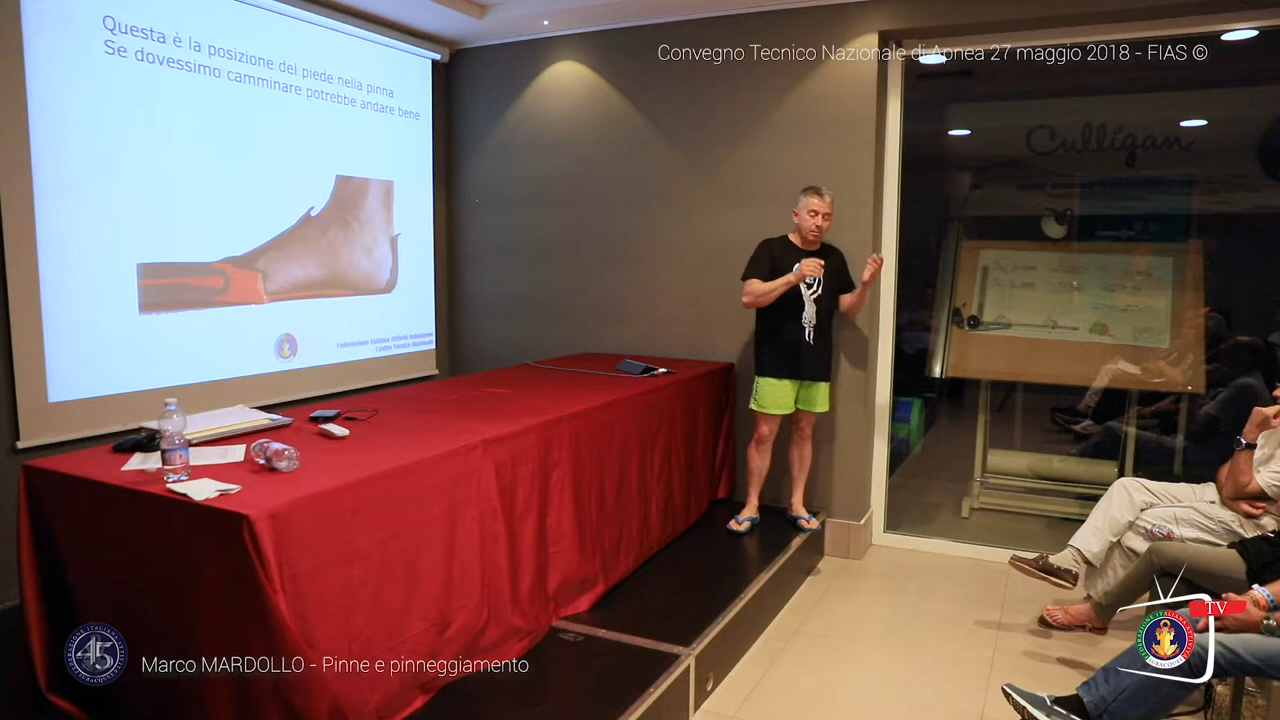 Questa è la posizione del piede nella pinna
Se dovessimo camminare potrebbe andare bene
Convegno Tecnico Nazionale di Apnea 27 maggio 2018 - FIAS ©
Culligan
Federazione Italiana Attività Subacquee
Centro Tecnico Nazionale
45
Marco MARDOLLO - Pinne e pinneggiamento
TV